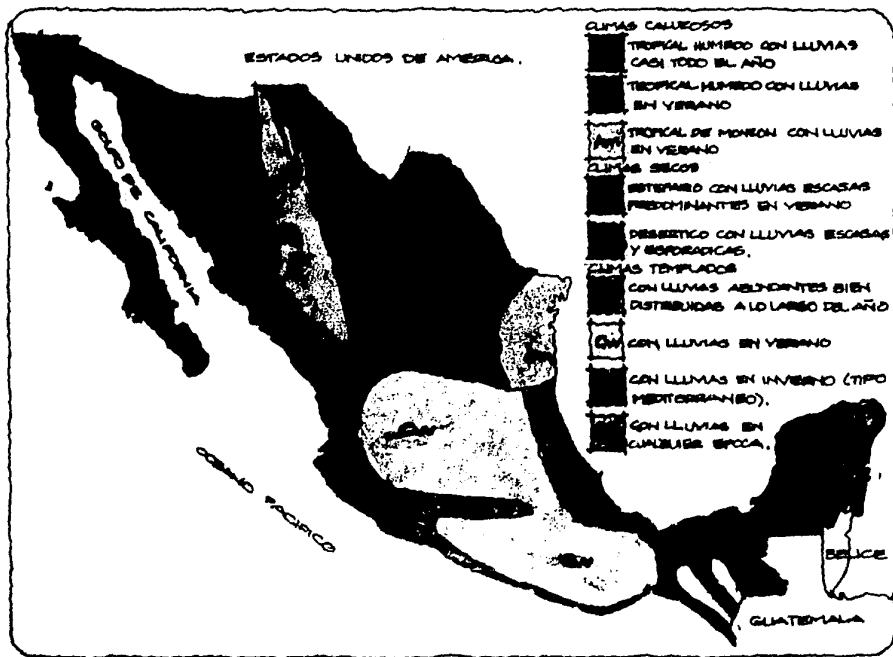 ESTADOS UNIDOS DE AMERICA.
GOLFO DE CALIFORNIA
OCEANO PACIFICO
BELICE
GUATEMALA
Cw
Cw
CLIMAS CALUROSOS
TROPICAL HUMEDO CON LLUVIAS
CASI TODO EL AÑO
TROPICAL HUMEDO CON LLUVIAS
EN VERANO
Am TROPICAL DE MONZON CON LLUVIAS
EN VERANO
CLIMAS SECOS
ESTEPARIO CON LLUVIAS ESCASAS
PREDOMINANTES EN VERANO
DESERTICO CON LLUVIAS ESCASAS
Y ESPORADICAS.
CLIMAS TEMPLADOS
CON LLUVIAS ABUNDANTES BIEN
DISTRIBUIDAS A LO LARGO DEL AÑO
Cw CON LLUVIAS EN VERANO
CON LLUVIAS EN INVIERNO (TIPO
MEDITERRANEO).
CON LLUVIAS EN
CUALQUIER EPOCA.